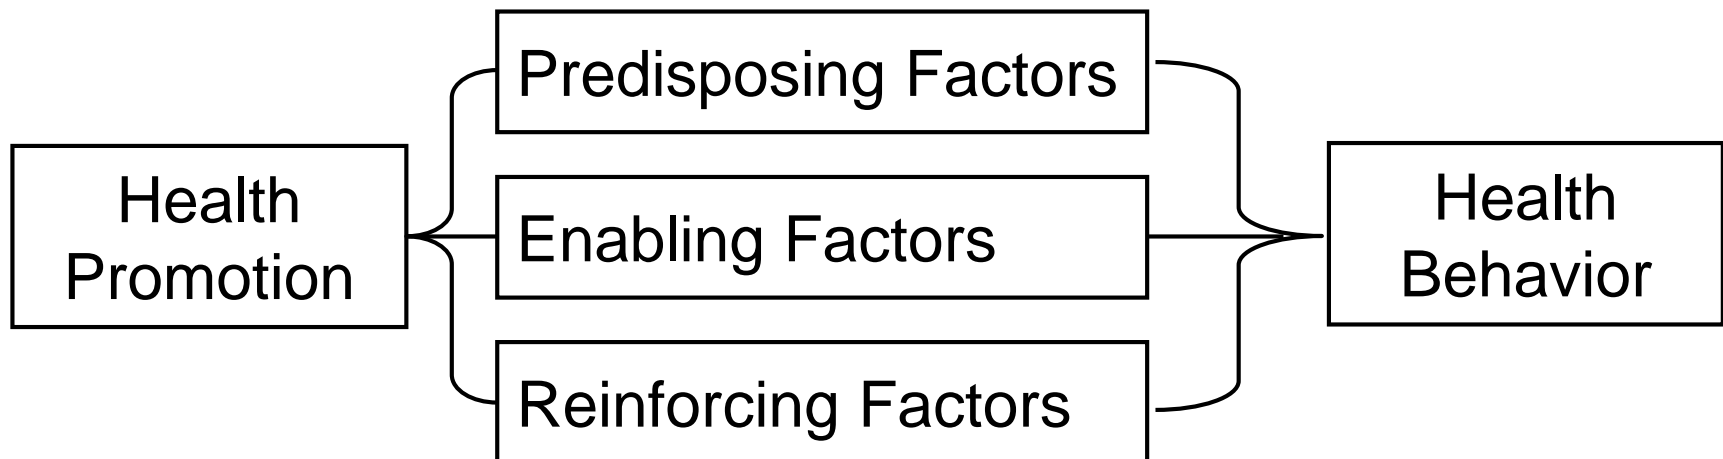 Health
Promotion
Predisposing Factors
Enabling Factors
Reinforcing Factors
Health
Behavior